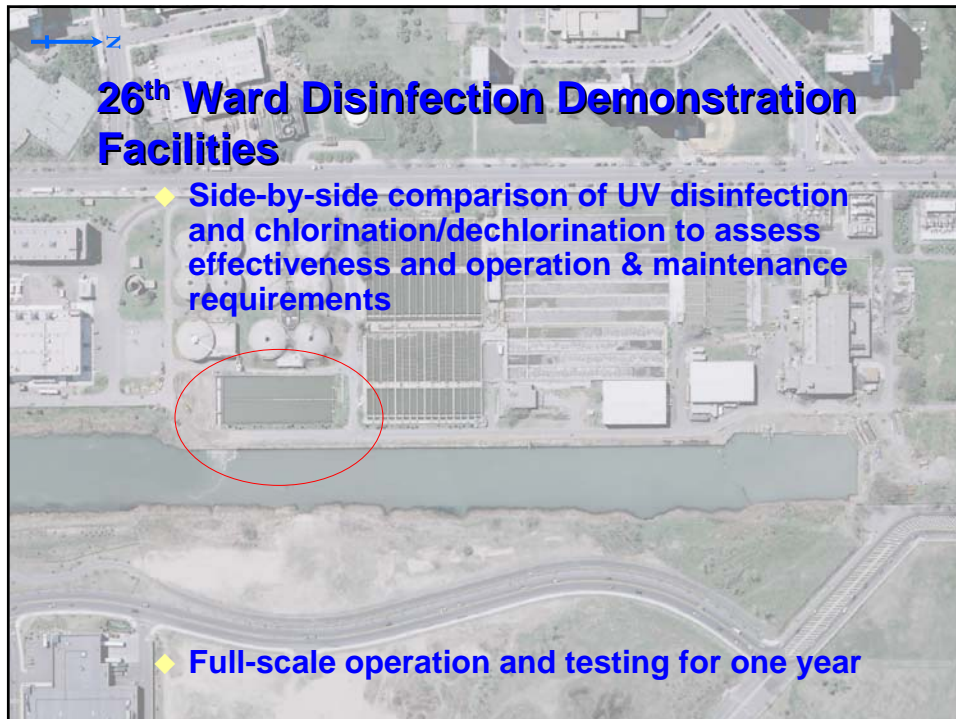 N
26th Ward Disinfection Demonstration
Facilities
Side-by-side comparison of UV disinfection
and chlorination/dechlorination to assess
effectiveness and operation & maintenance
requirements
Full-scale operation and testing for one year